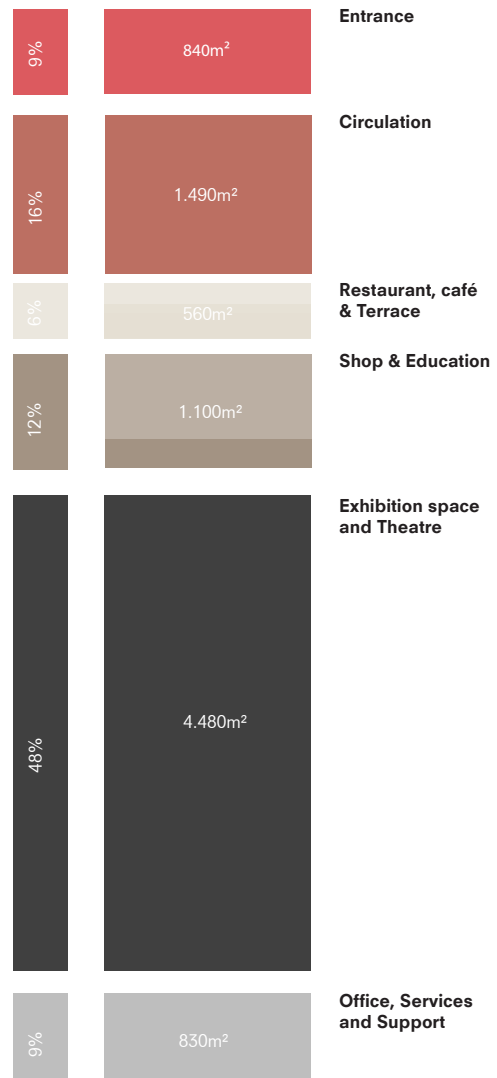 9%
840m²
Entrance
16%
1.490m²
Circulation
6%
560m²
Restaurant, café
& Terrace
12%
1.100m²
Shop & Education
48%
4.480m²
Exhibition space
and Theatre
9%
830m²
Office, Services
and Support